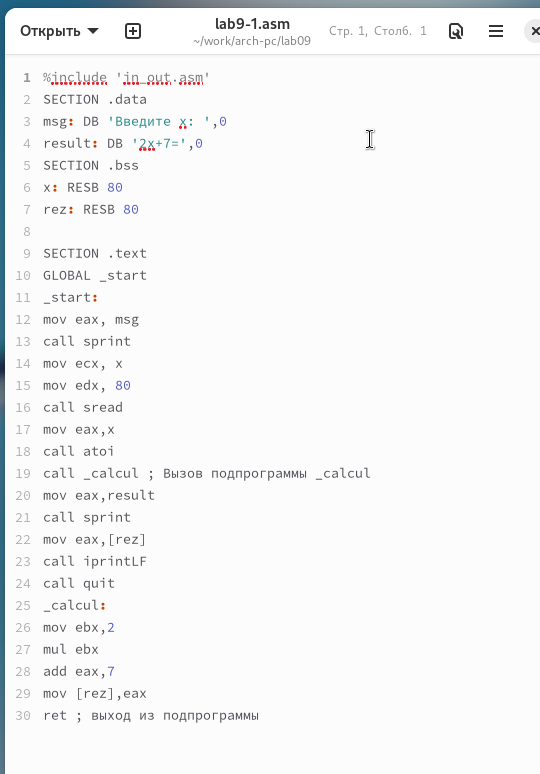 Открыть
lab9-1.asm
~/work/arch-pc/lab09
Стр. 1, Столб. 1
1 %include 'in_out.asm'
2 SECTION .data
3 msg: DB 'Введите x: ',0
4 result: DB '2x+7=',0
5 SECTION .bss
6 x: RESB 80
7 rez: RESB 80
8
9 SECTION .text
10 GLOBAL _start
11 _start:
12 mov eax, msg
13 call sprint
14 mov ecx, x
15 mov edx, 80
16 call sread
17 mov eax,x
18 call atoi
19 call _calcul ; Вызов подпрограммы _calcul
20 mov eax,result
21 call sprint
22 mov eax,[rez]
23 call iprintLF
24 call quit
25 _calcul:
26 mov ebx,2
27 mul ebx
28 add eax,7
29 mov [rez],eax
30 ret ; выход из подпрограммы